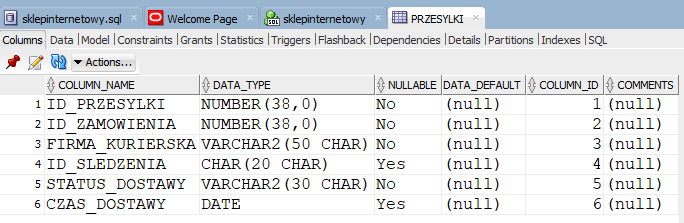 sklepinternetowy.sql Welcome Page sklepinternetowy PRZESYLKI
Columns Data Model Constraints Grants Statistics Triggers Flashback Dependencies Details Partitions Indexes SQL
Actions...
COLUMN_NAME DATA_TYPE NULLABLE DATA_DEFAULT COLUMN_ID COMMENTS
1 ID_PRZESYLKI NUMBER(38,0) No (null) 1 (null)
2 ID_ZAMOWIENIA NUMBER(38,0) No (null) 2 (null)
3 FIRMA_KURIERSKA VARCHAR2(50 CHAR) No (null) 3 (null)
4 ID_SLEDZENIA CHAR(20 CHAR) Yes (null) 4 (null)
5 STATUS_DOSTAWY VARCHAR2(30 CHAR) No (null) 5 (null)
6 CZAS_DOSTAWY DATE Yes (null) 6 (null)